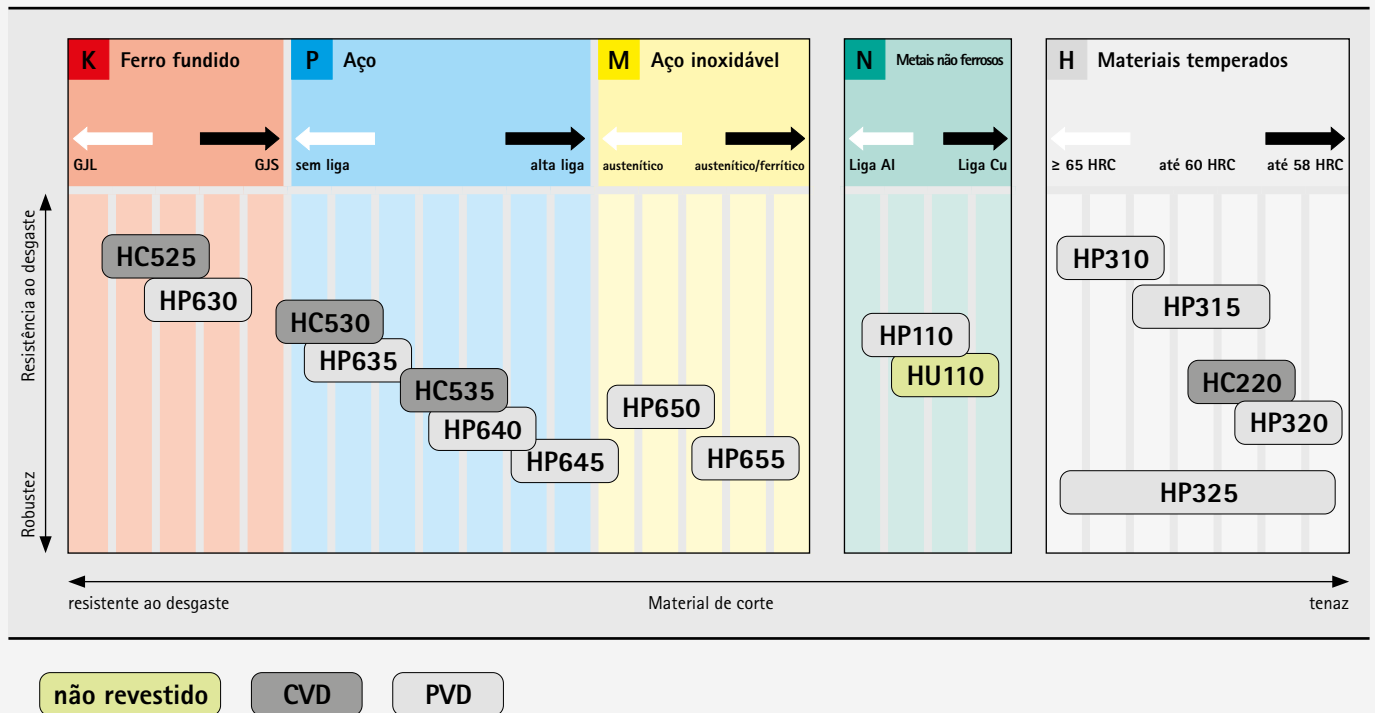 K Ferro fundido
P Aço
M Aço inoxidável
N Metais não ferrosos
H Materiais temperados
GJL GJS
sem liga alta liga
austenítico austenítico/ferrítico
Liga Al Liga Cu
≥ 65 HRC até 60 HRC até 58 HRC
Resistência ao desgaste
Robustez
HC525
HP630
HC530
HP635
HC535
HP640
HP645
HP650
HP655
HP110
HU110
HP310
HP315
HC220
HP320
HP325
resistente ao desgaste Material de corte tenaz
não revestido CVD PVD